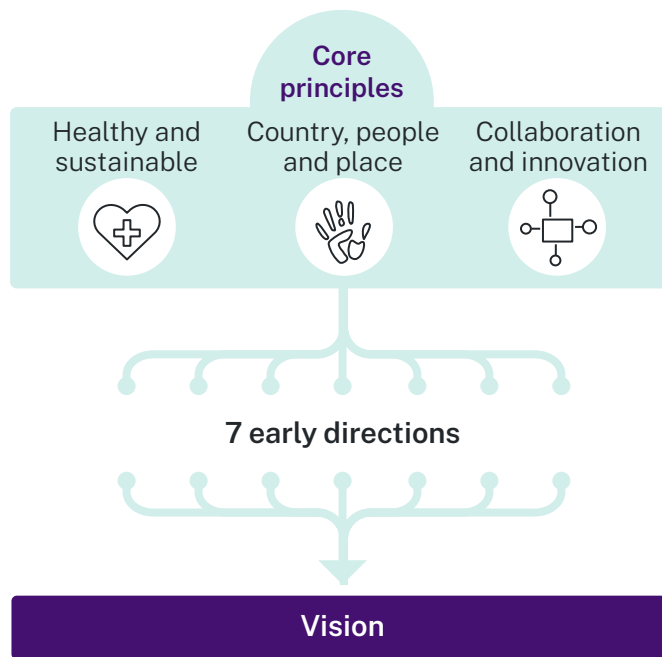 Core
principles
Healthy and
sustainable
Country, people
and place
Collaboration
and innovation
7 early directions
Vision